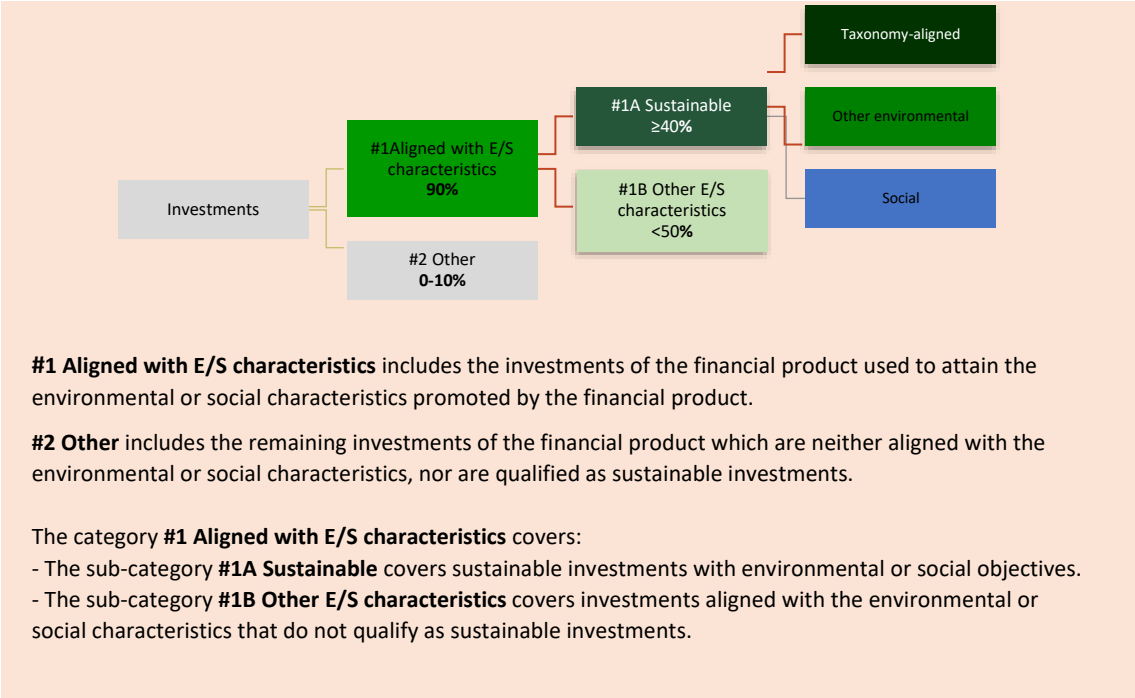 Taxonomy-aligned
#1A Sustainable
≥40%
Other environmental
#1Aligned with E/S
characteristics
90%
#1B Other E/S
characteristics
<50%
Social
Investments
#2 Other
0-10%
#1 Aligned with E/S characteristics includes the investments of the financial product used to attain the
environmental or social characteristics promoted by the financial product.
#2 Other includes the remaining investments of the financial product which are neither aligned with the
environmental or social characteristics, nor are qualified as sustainable investments.
The category #1 Aligned with E/S characteristics covers:
- The sub-category #1A Sustainable covers sustainable investments with environmental or social objectives.
- The sub-category #1B Other E/S characteristics covers investments aligned with the environmental or
social characteristics that do not qualify as sustainable investments.